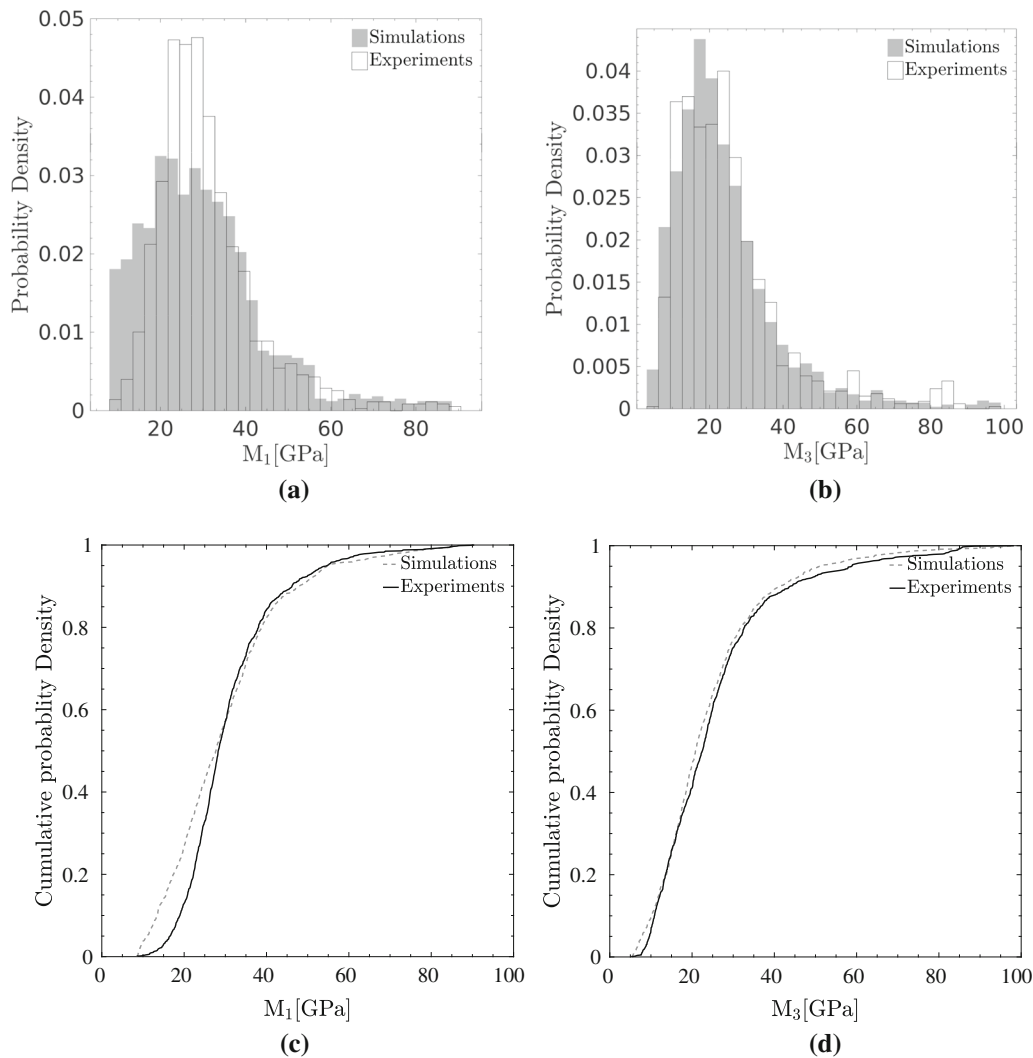 0.05
0.04
0.03
0.02
0.01
0
Probability Density
Simulations
Experiments
20 40 60 80
M₁[GPa]
(a)
0.04
0.035
0.03
0.025
0.02
0.015
0.01
0.005
0
Probability Density
Simulations
Experiments
20 40 60 80 100
M₃[GPa]
(b)
1
0.8
0.6
0.4
0.2
0
Cumulative probablity Density
Simulations
Experiments
0 20 40 60 80 100
M₁[GPa]
(c)
1
0.8
0.6
0.4
0.2
0
Cumulative probablity Density
Simulations
Experiments
0 20 40 60 80 100
M₃[GPa]
(d)